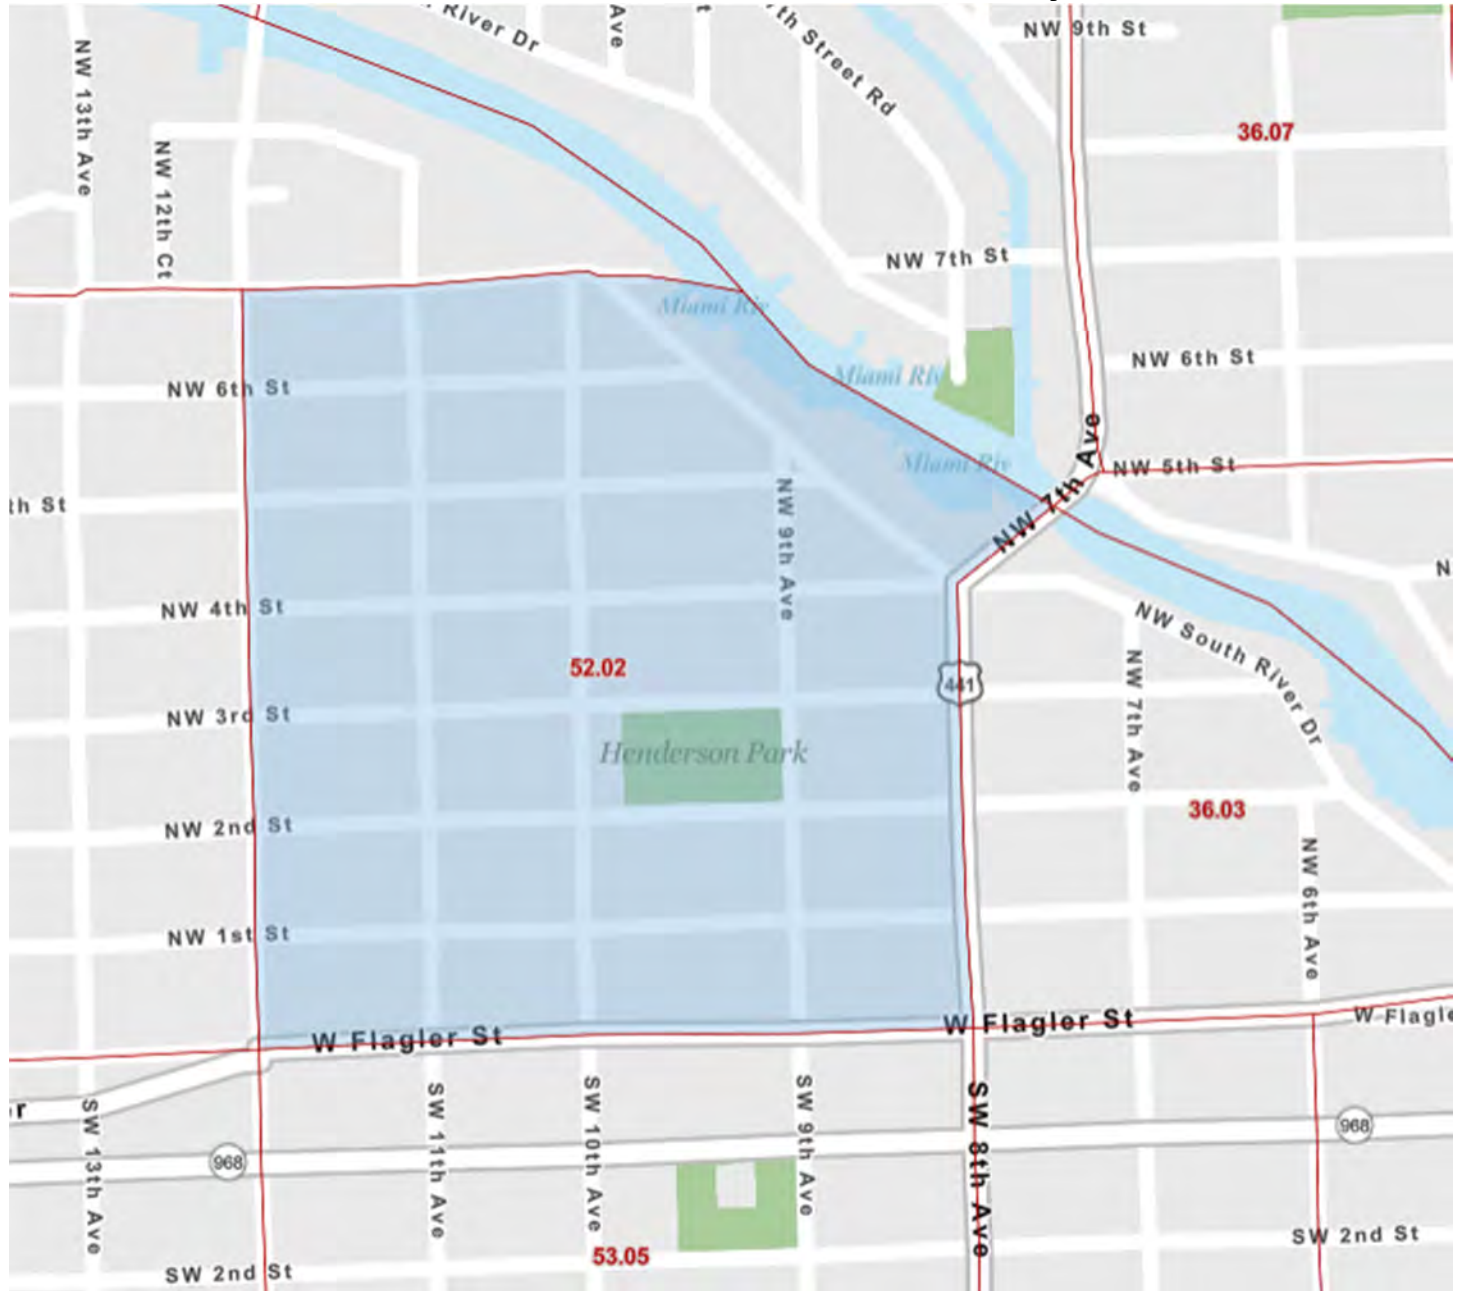 River Dr
Ave
7th Street Rd
NW 9th St
NW 13th Ave
NW 12th Ct
36.07
NW 7th St
Miami Riv
NW 6th St
Miami Riv
NW 6th St
NW 7th Ave
Miami Riv
NW 5th St
th St
NW 9th Ave
N
NW 4th St
NW South River Dr
52.02
441
NW 7th Ave
NW 3rd St
Henderson Park
36.03
NW 2nd St
NW 6th Ave
NW 1st St
W Flagler St
W Flagler St
W Flagle
SW 13th Ave
SW 11th Ave
SW 10th Ave
SW 9th Ave
SW 8th Ave
968
968
53.05
SW 2nd St
SW 2nd St